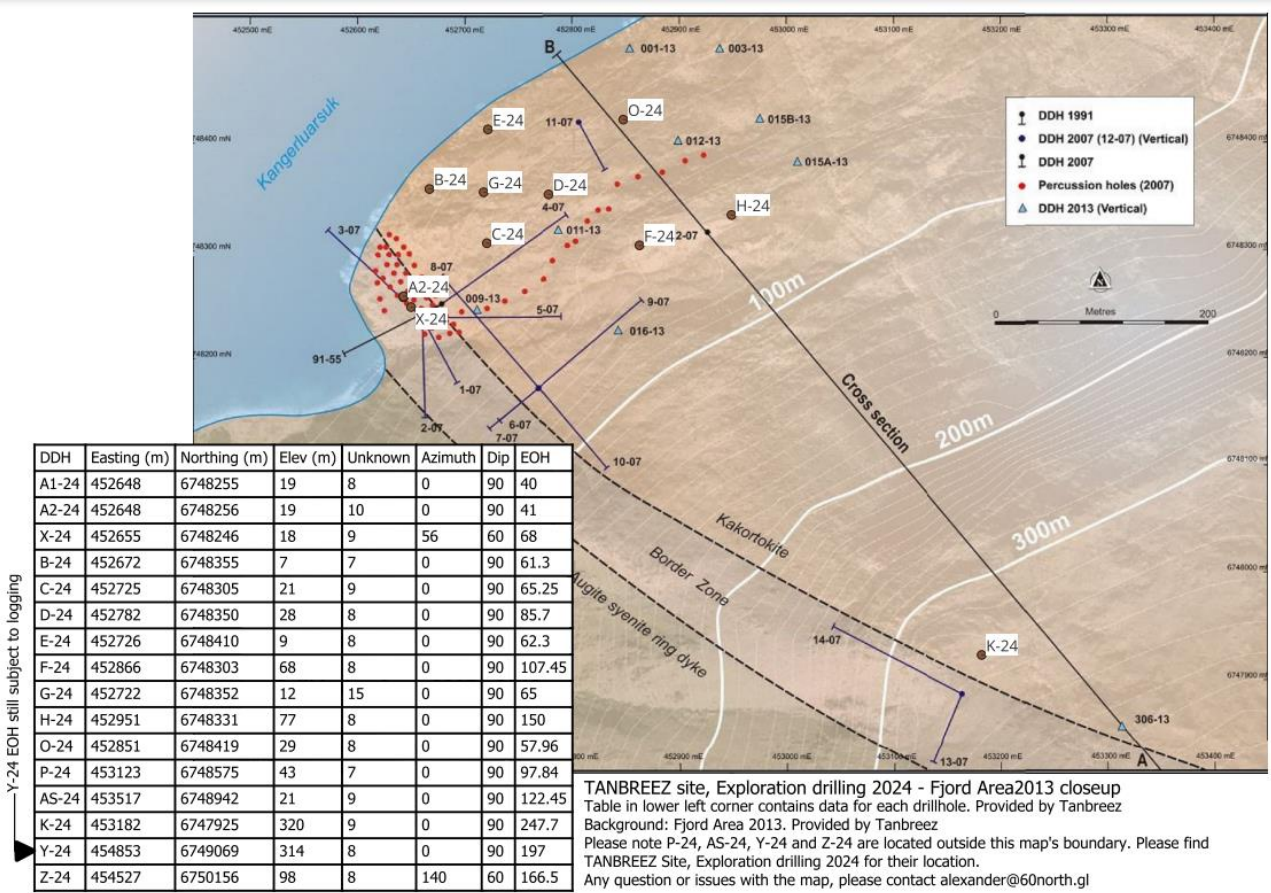 452500 mE 452600 mE 452700 mE 452800 mE 452900 mE 453000 mE 453100 mE 453200 mE 453300 mE 453400 mE
B
001-13 003-13
Kangerluarsuk
E-24
11-07
O-24
015B-13
012-13
015A-13
6748400 mN
DDH 1991
DDH 2007 (12-07) (Vertical)
DDH 2007
Percussion holes (2007)
DDH 2013 (Vertical)
B-24
G-24
D-24
4-07
H-24
3-07
C-24
011-13
F-24
2-07
8-07
A2-24
009-13
X-24
5-07
9-07
016-13
100m
Metres
0 200
91-55
1-07
2-07
6-07
7-07
10-07
Cross section
200m
300m
Kakortokite
Border Zone
Augite syenite ring dyke
14-07
K-24
306-13
13-07
A
452900 mE 453000 mE 453100 mE 453200 mE 453300 mE 453400 mE
DDH Easting (m) Northing (m) Elev (m) Unknown Azimuth Dip EOH
A1-24 452648 6748255 19 8 0 90 40
A2-24 452648 6748256 19 10 0 90 41
X-24 452655 6748246 18 9 56 60 68
B-24 452672 6748355 7 7 0 90 61.3
C-24 452725 6748305 21 9 0 90 65.25
D-24 452782 6748350 28 8 0 90 85.7
E-24 452726 6748410 9 8 0 90 62.3
F-24 452866 6748303 68 8 0 90 107.45
G-24 452722 6748352 12 15 0 90 65
H-24 452951 6748331 77 8 0 90 150
O-24 452851 6748419 29 8 0 90 57.96
P-24 453123 6748575 43 7 0 90 97.84
AS-24 453517 6748942 21 9 0 90 122.45
K-24 453182 6747925 320 9 0 90 247.7
Y-24 454853 6749069 314 8 0 90 197
Z-24 454527 6750156 98 8 140 60 166.5
Y-24 EOH still subject to logging
TANBREEZ site, Exploration drilling 2024 - Fjord Area2013 closeup
Table in lower left corner contains data for each drillhole. Provided by Tanbreez
Background: Fjord Area 2013. Provided by Tanbreez
Please note P-24, AS-24, Y-24 and Z-24 are located outside this map's boundary. Please find
TANBREEZ Site, Exploration drilling 2024 for their location.
Any question or issues with the map, please contact alexander@60north.gl